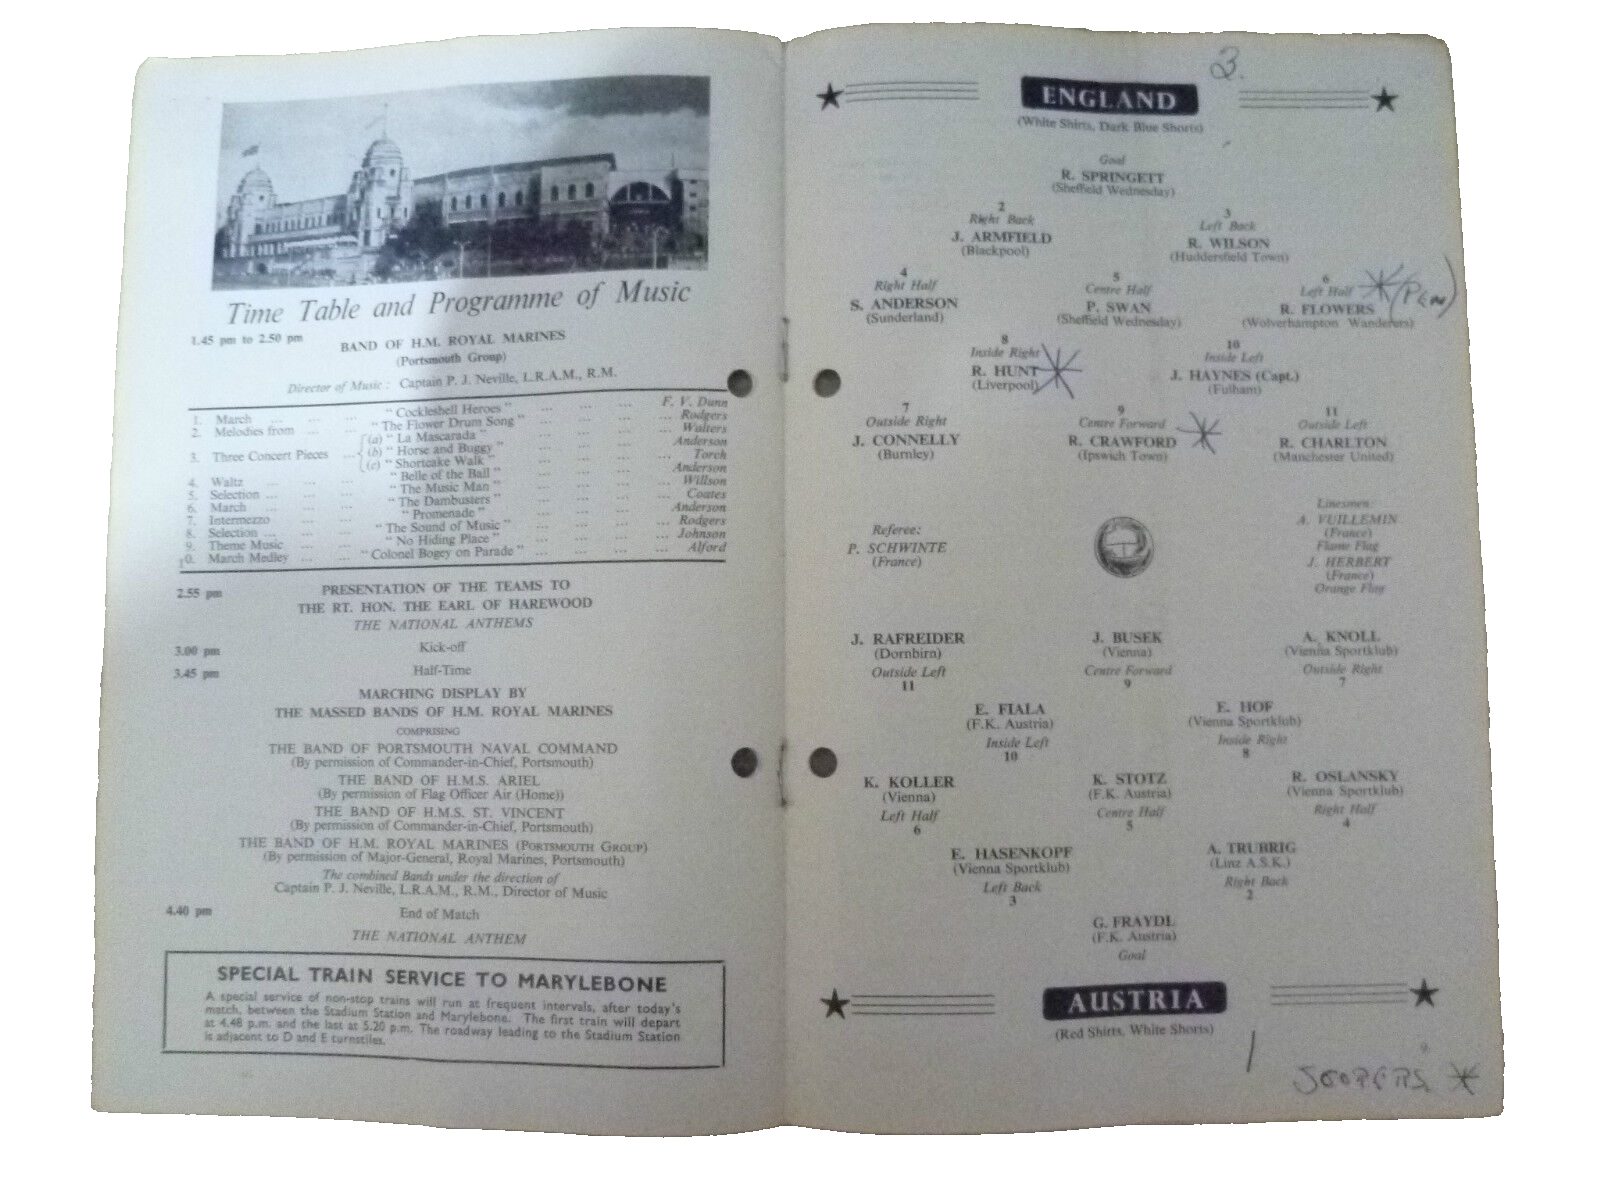 Time Table and Programme of Music
1.45 pm to 2.50 pm
BAND OF H.M. ROYAL MARINES
(Portsmouth Group)
Director of Music : Captain P. J. Neville, L.R.A.M., R.M.
1. March ... ... ... " Cockleshell Heroes " ... ... ... F. V. Dunn
2. Melodies from ... ... " The Flower Drum Song " ... ... ... Rodgers
3. Three Concert Pieces ... (a) " La Mascarada " ... ... ... Walters
(b) " Horse and Buggy " ... ... ... Anderson
(c) " Shortcake Walk " ... ... ... Torch
4. Waltz ... ... ... " Belle of the Ball " ... ... ... Anderson
5. Selection ... ... ... " The Music Man " ... ... ... Willson
6. March ... ... ... " The Dambusters " ... ... ... Coates
7. Intermezzo ... ... " Promenade " ... ... ... Anderson
8. Selection ... ... ... " The Sound of Music " ... ... ... Rodgers
9. Theme Music ... ... " No Hiding Place " ... ... ... Johnson
10. March Medley ... ... " Colonel Bogey on Parade " ... ... ... Alford
2.55 pm
PRESENTATION OF THE TEAMS TO
THE RT. HON. THE EARL OF HAREWOOD
THE NATIONAL ANTHEMS
3.00 pm Kick-off
3.45 pm Half-Time
MARCHING DISPLAY BY
THE MASSED BANDS OF H.M. ROYAL MARINES
COMPRISING
THE BAND OF PORTSMOUTH NAVAL COMMAND
(By permission of Commander-in-Chief, Portsmouth)
THE BAND OF H.M.S. ARIEL
(By permission of Flag Officer Air (Home))
THE BAND OF H.M.S. ST. VINCENT
(By permission of Commander-in-Chief, Portsmouth)
THE BAND OF H.M. ROYAL MARINES (PORTSMOUTH GROUP)
(By permission of Major-General, Royal Marines, Portsmouth)
The combined Bands under the direction of
Captain P. J. Neville, L.R.A.M., R.M., Director of Music
4.40 pm End of Match
THE NATIONAL ANTHEM
SPECIAL TRAIN SERVICE TO MARYLEBONE
A special service of non-stop trains will run at frequent intervals, after today's
match, between the Stadium Station and Marylebone. The first train will depart
at 4.48 p.m. and the last at 5.20 p.m. The roadway leading to the Stadium Station
is adjacent to D and E turnstiles.
3.
ENGLAND
(White Shirts, Dark Blue Shorts)
Goal
R. SPRINGETT
(Sheffield Wednesday)
2 3
Right Back Left Back
J. ARMFIELD R. WILSON
(Blackpool) (Huddersfield Town)
4 5 6
Right Half Centre Half Left Half * (PEN)
S. ANDERSON P. SWAN R. FLOWERS
(Sunderland) (Sheffield Wednesday) (Wolverhampton Wanderers)
8 10
Inside Right Inside Left
R. HUNT * J. HAYNES (Capt.)
(Liverpool) (Fulham)
7 9 11
Outside Right Centre Forward Outside Left
J. CONNELLY R. CRAWFORD * R. CHARLTON
(Burnley) (Ipswich Town) (Manchester United)
Referee:
P. SCHWINTE
(France)
Linesmen:
A. VUILLEMIN
(France)
Flame Flag
J. HERBERT
(France)
Orange Flag
J. RAFREIDER J. BUSEK A. KNOLL
(Dornbirn) (Vienna) (Vienna Sportklub)
Outside Left Centre Forward Outside Right
11 9 7
E. FIALA E. HOF
(F.K. Austria) (Vienna Sportklub)
Inside Left Inside Right
10 8
K. KOLLER K. STOTZ R. OSLANSKY
(Vienna) (F.K. Austria) (Vienna Sportklub)
Left Half Centre Half Right Half
6 5 4
E. HASENKOPF A. TRUBRIG
(Vienna Sportklub) (Linz A.S.K.)
Left Back Right Back
3 2
G. FRAYDL
(F.K. Austria)
Goal
AUSTRIA
(Red Shirts, White Shorts)
1
SCORERS *